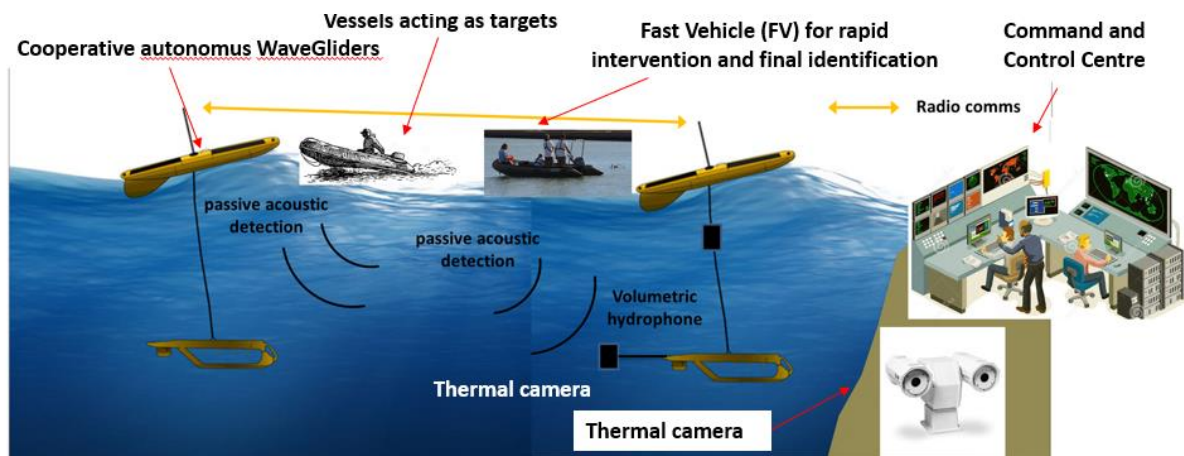 Vessels acting as targets
Cooperative autonomus WaveGliders
Fast Vehicle (FV) for rapid
intervention and final identification
Command and
Control Centre
Radio comms
passive acoustic
detection
passive acoustic
detection
Volumetric
hydrophone
Thermal camera
Thermal camera